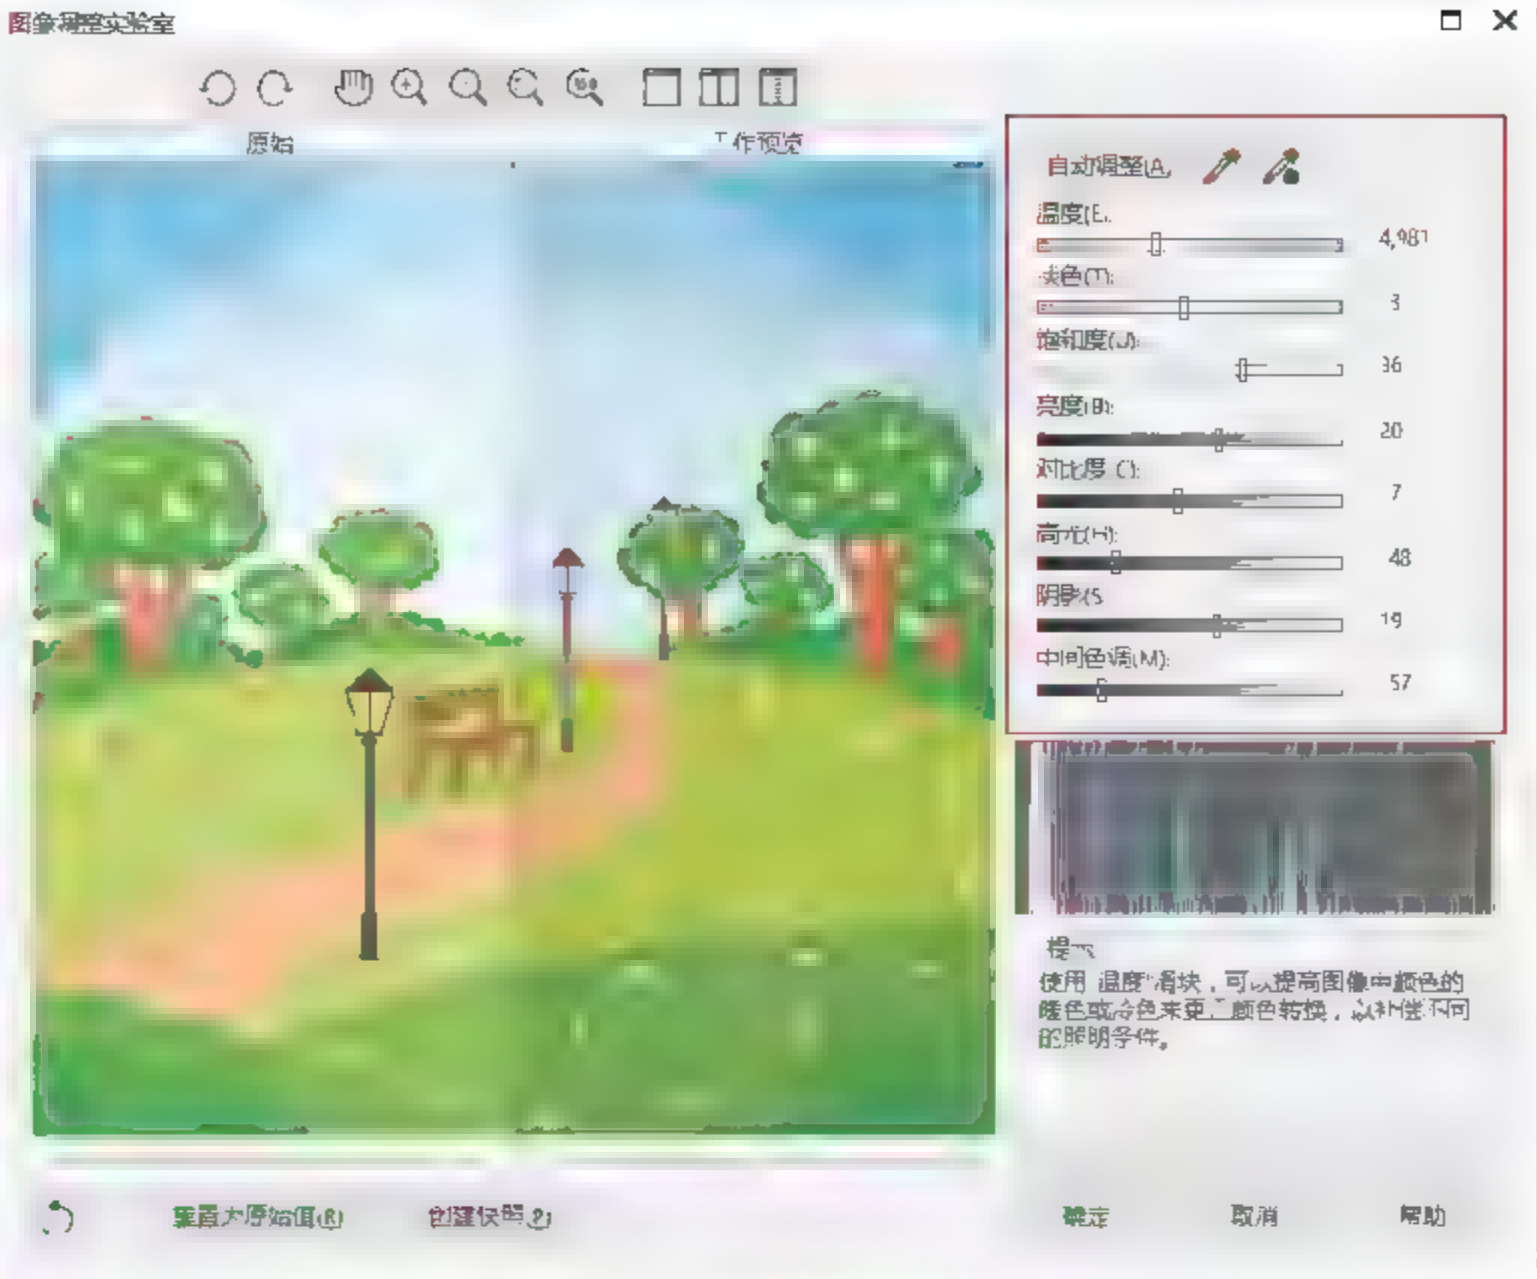 图像调整实验室
原始
工作预览
自动调整(A)
温度(E):
4,981
淡色(T):
3
饱和度(U):
36
亮度(B):
20
对比度(C):
7
高光(H):
48
阴影(S):
19
中间色调(M):
57
提示
使用"温度"滑块，可以提高图像中颜色的
暖色或冷色来更正颜色转换，以补偿不同
的照明条件。
重置为原始值(R)
创建快照(P)
确定
取消
帮助